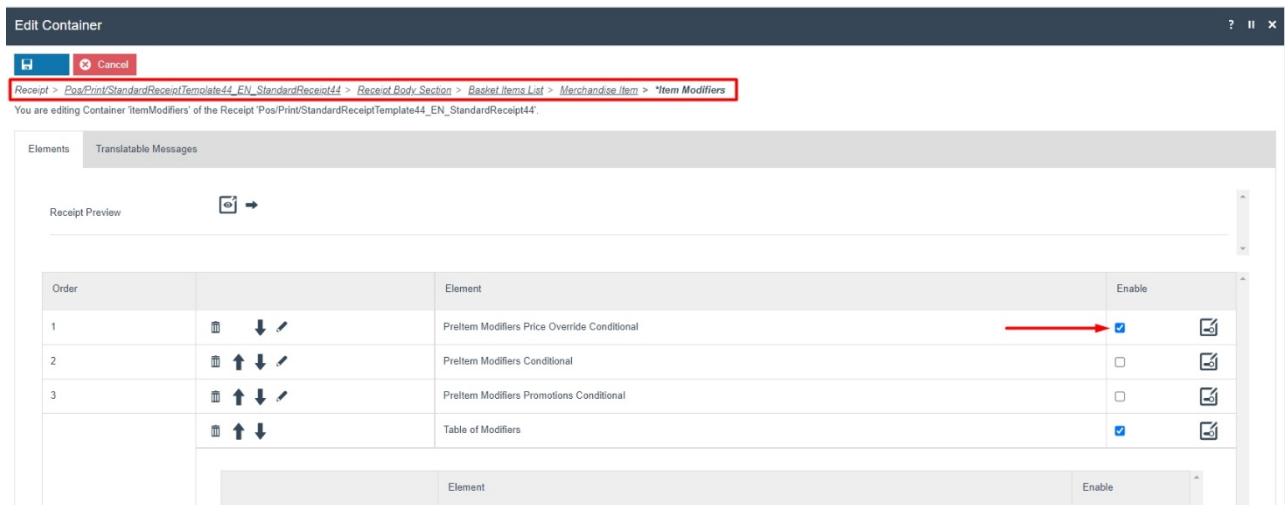 Edit Container
? II ×
Cancel
Receipt > Pos/Print/StandardReceiptTemplate44_EN_StandardReceipt44 > Receipt Body Section > Basket Items List > Merchandise Item > *Item Modifiers
You are editing Container 'itemModifiers' of the Receipt 'Pos/Print/StandardReceiptTemplate44_EN_StandardReceipt44'.
Elements Translatable Messages
Receipt Preview
Order Element Enable
1 PreItem Modifiers Price Override Conditional
2 PreItem Modifiers Conditional
3 PreItem Modifiers Promotions Conditional
Table of Modifiers
Element Enable